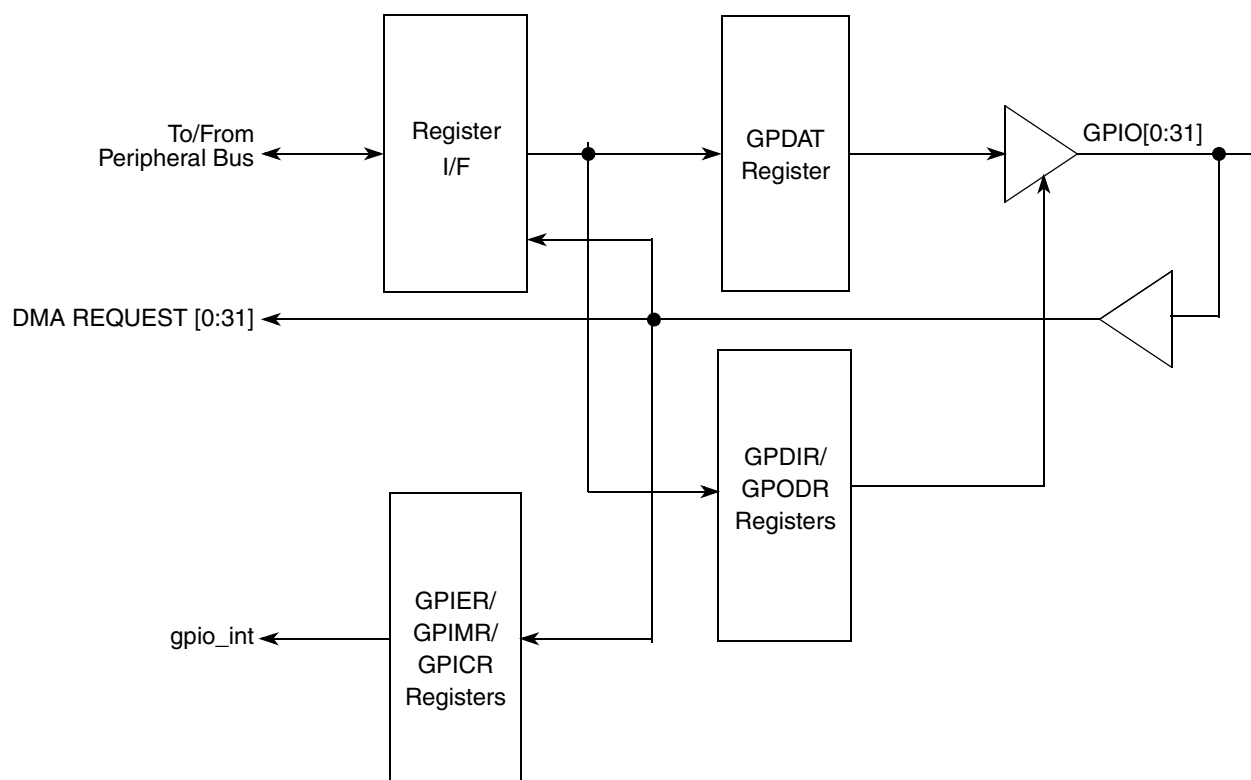 To/From
Peripheral Bus
Register
I/F
GPDAT
Register
GPIO[0:31]
DMA REQUEST [0:31]
GPDIR/
GPODR
Registers
gpio_int
GPIER/
GPIMR/
GPICR
Registers